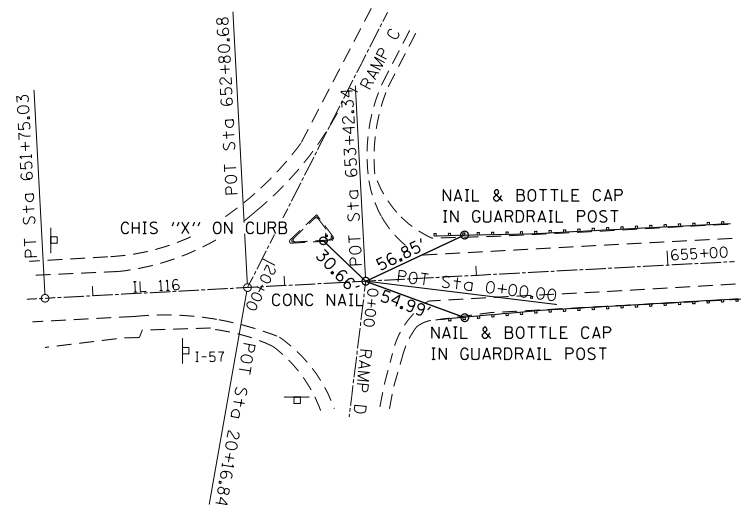 PT Sta 651+75.03
POT Sta 652+80.68
POT Sta 653+42.34
RAMP C
CHIS "X" ON CURB
NAIL & BOTTLE CAP
IN GUARDRAIL POST
30.66'
56.85'
IL 116
20+00
CONC NAIL
0+00
POT Sta 0+00.00
655+00
54.99'
NAIL & BOTTLE CAP
IN GUARDRAIL POST
I-57
POT Sta 20+16.84
RAMP D